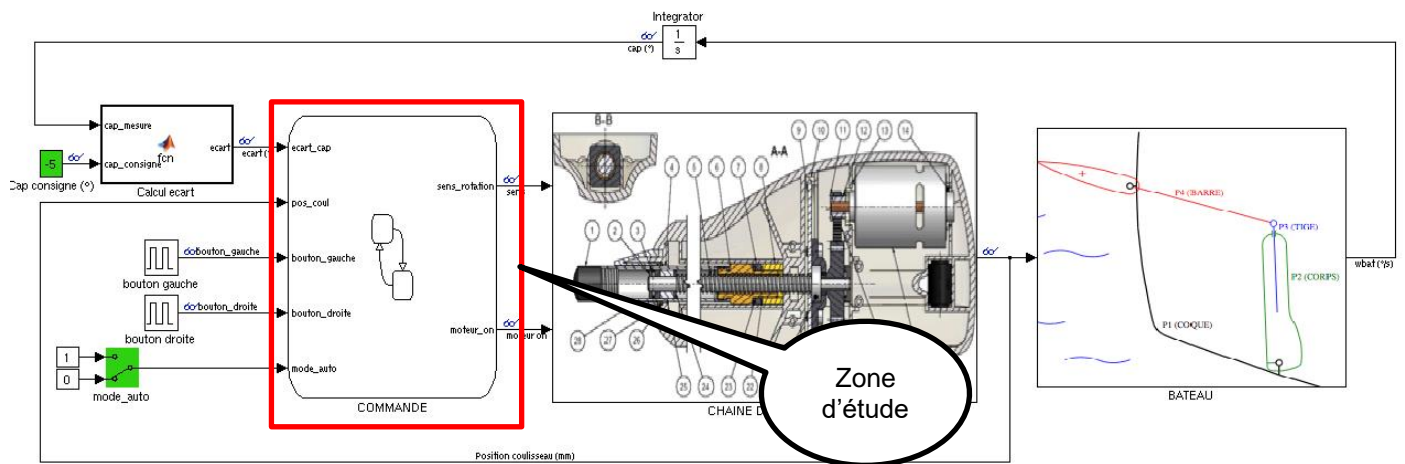 Integrator
cap (°)
1
s
cap_mesure
cap_consigne
fcn
ecart
ecart (°
-5
Cap consigne (°)
Calcul ecart
ecart_cap
pos_coul
bouton_gauche
bouton_gauche
bouton gauche
bouton_droite
bouton_droite
bouton droite
1
0
mode_auto
mode_auto
sens_rotation
sens
moteur_on
moteur on
COMMANDE
B-B
A-A
1
2
3
4
5
6
7
8
9
10
11
12
13
14
28
27
26
25
24
23
22
CHAINE D
Zone
d'étude
P4 (BARRE)
P3 (TIGE)
P2 (CORPS)
P1 (COQUE)
BATEAU
wbat (°/s)
Position coulisseau (mm)